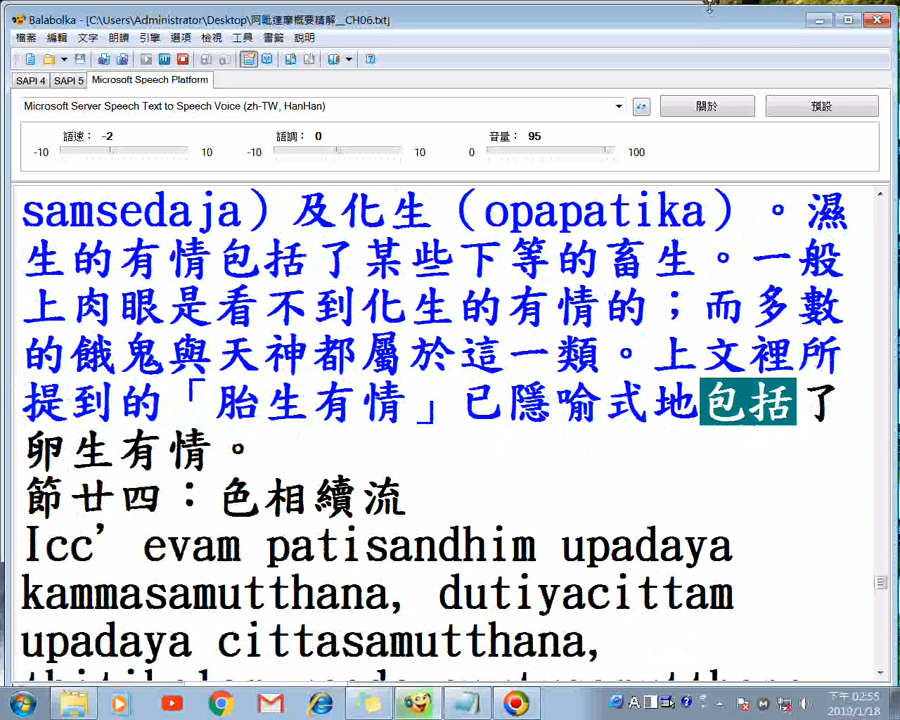 Balabolka - [C:\Users\Administrator\Desktop\阿毗達摩概要精解__CH06.txt]
檔案 編輯 文字 朗讀 引擎 選項 檢視 工具 書籤 說明
SAPI 4 SAPI 5 Microsoft Speech Platform
Microsoft Server Speech Text to Speech Voice (zh-TW, HanHan) 關於 預設
語速： -2 語調： 0 音量： 95
-10 10 -10 10 0 100
samsedaja）及化生（opapatika）。濕
生的有情包括了某些下等的畜生。一般
上肉眼是看不到化生的有情的；而多數
的餓鬼與天神都屬於這一類。上文裡所
提到的「胎生有情」已隱喻式地包括了
卵生有情。
節廿四：色相續流
Icc’ evam patisandhim upadaya
kammasamutthana, dutiyacittam
upadaya cittasamutthana,
下午 02:55
2019/1/18